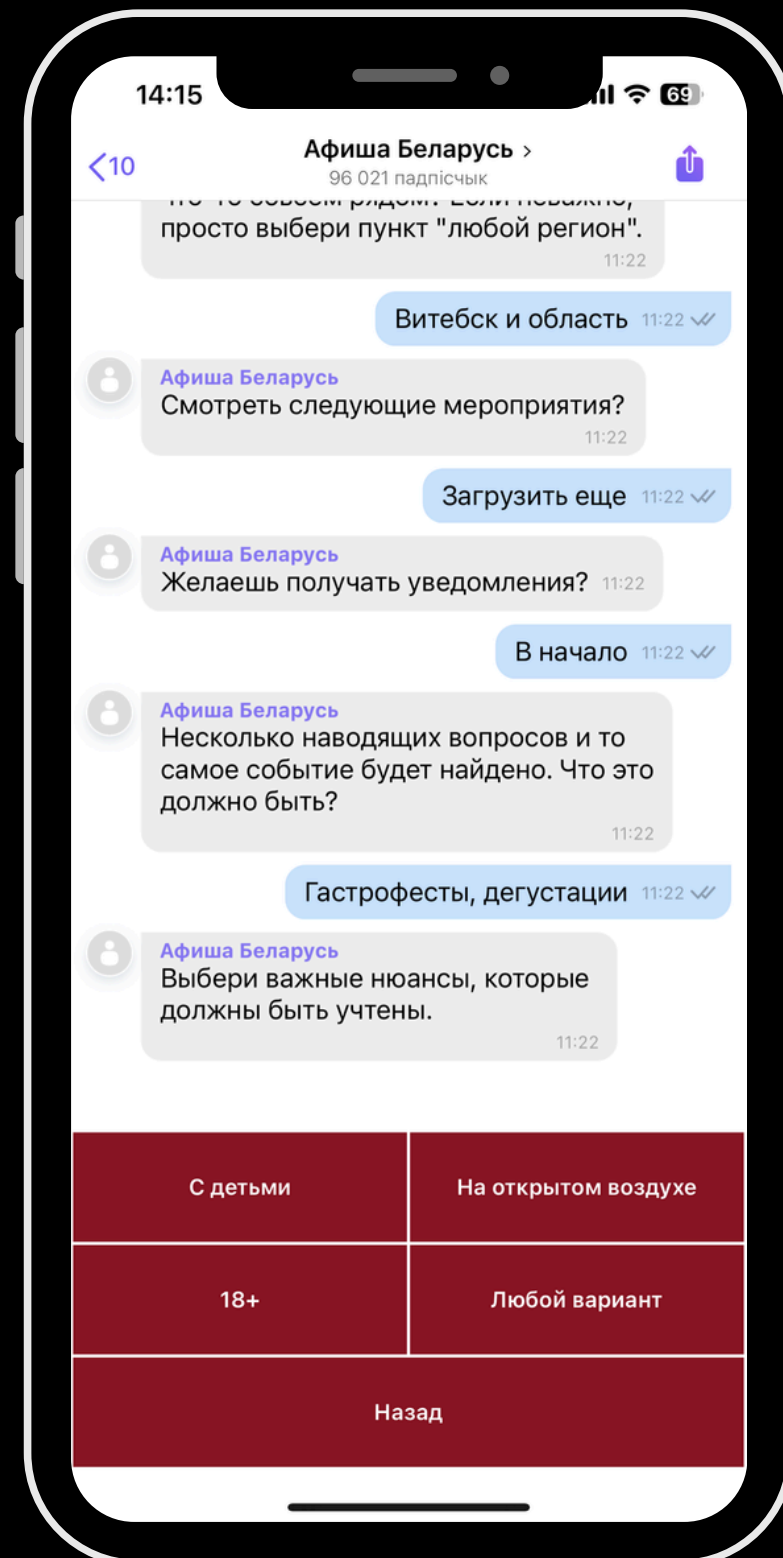 14:15
69
10
Афиша Беларусь >
96 021 падпісчык
просто выбери пункт "любой регион".
11:22
Витебск и область 11:22
Афиша Беларусь
Смотреть следующие мероприятия?
11:22
Загрузить еще 11:22
Афиша Беларусь
Желаешь получать уведомления? 11:22
В начало 11:22
Афиша Беларусь
Несколько наводящих вопросов и то
самое событие будет найдено. Что это
должно быть?
11:22
Гастрофесты, дегустации 11:22
Афиша Беларусь
Выбери важные нюансы, которые
должны быть учтены.
11:22
С детьми
На открытом воздухе
18+
Любой вариант
Назад